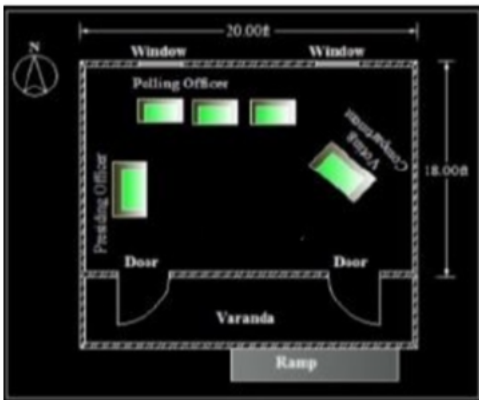 20.00ft
N
Window Window
Polling Officer
Voting
Compartment
18.00ft
Presiding Officer
Door Door
Varanda
Ramp